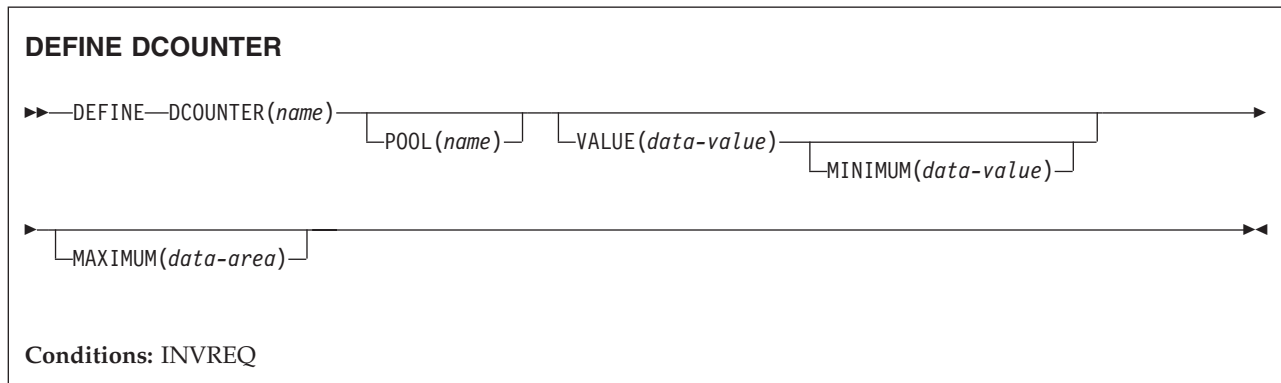 DEFINE DCOUNTER
DEFINE DCOUNTER(name)
POOL(name)
VALUE(data-value)
MINIMUM(data-value)
MAXIMUM(data-area)
Conditions: INVREQ